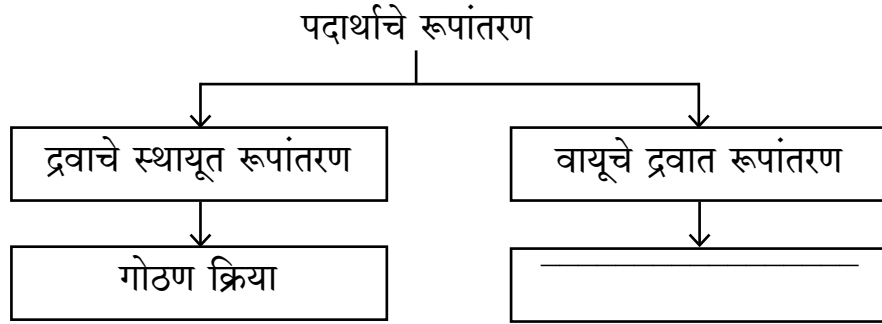 पदार्थाचे रूपांतरण
द्रवाचे स्थायूत रूपांतरण
वायूचे द्रवात रूपांतरण
गोठण क्रिया